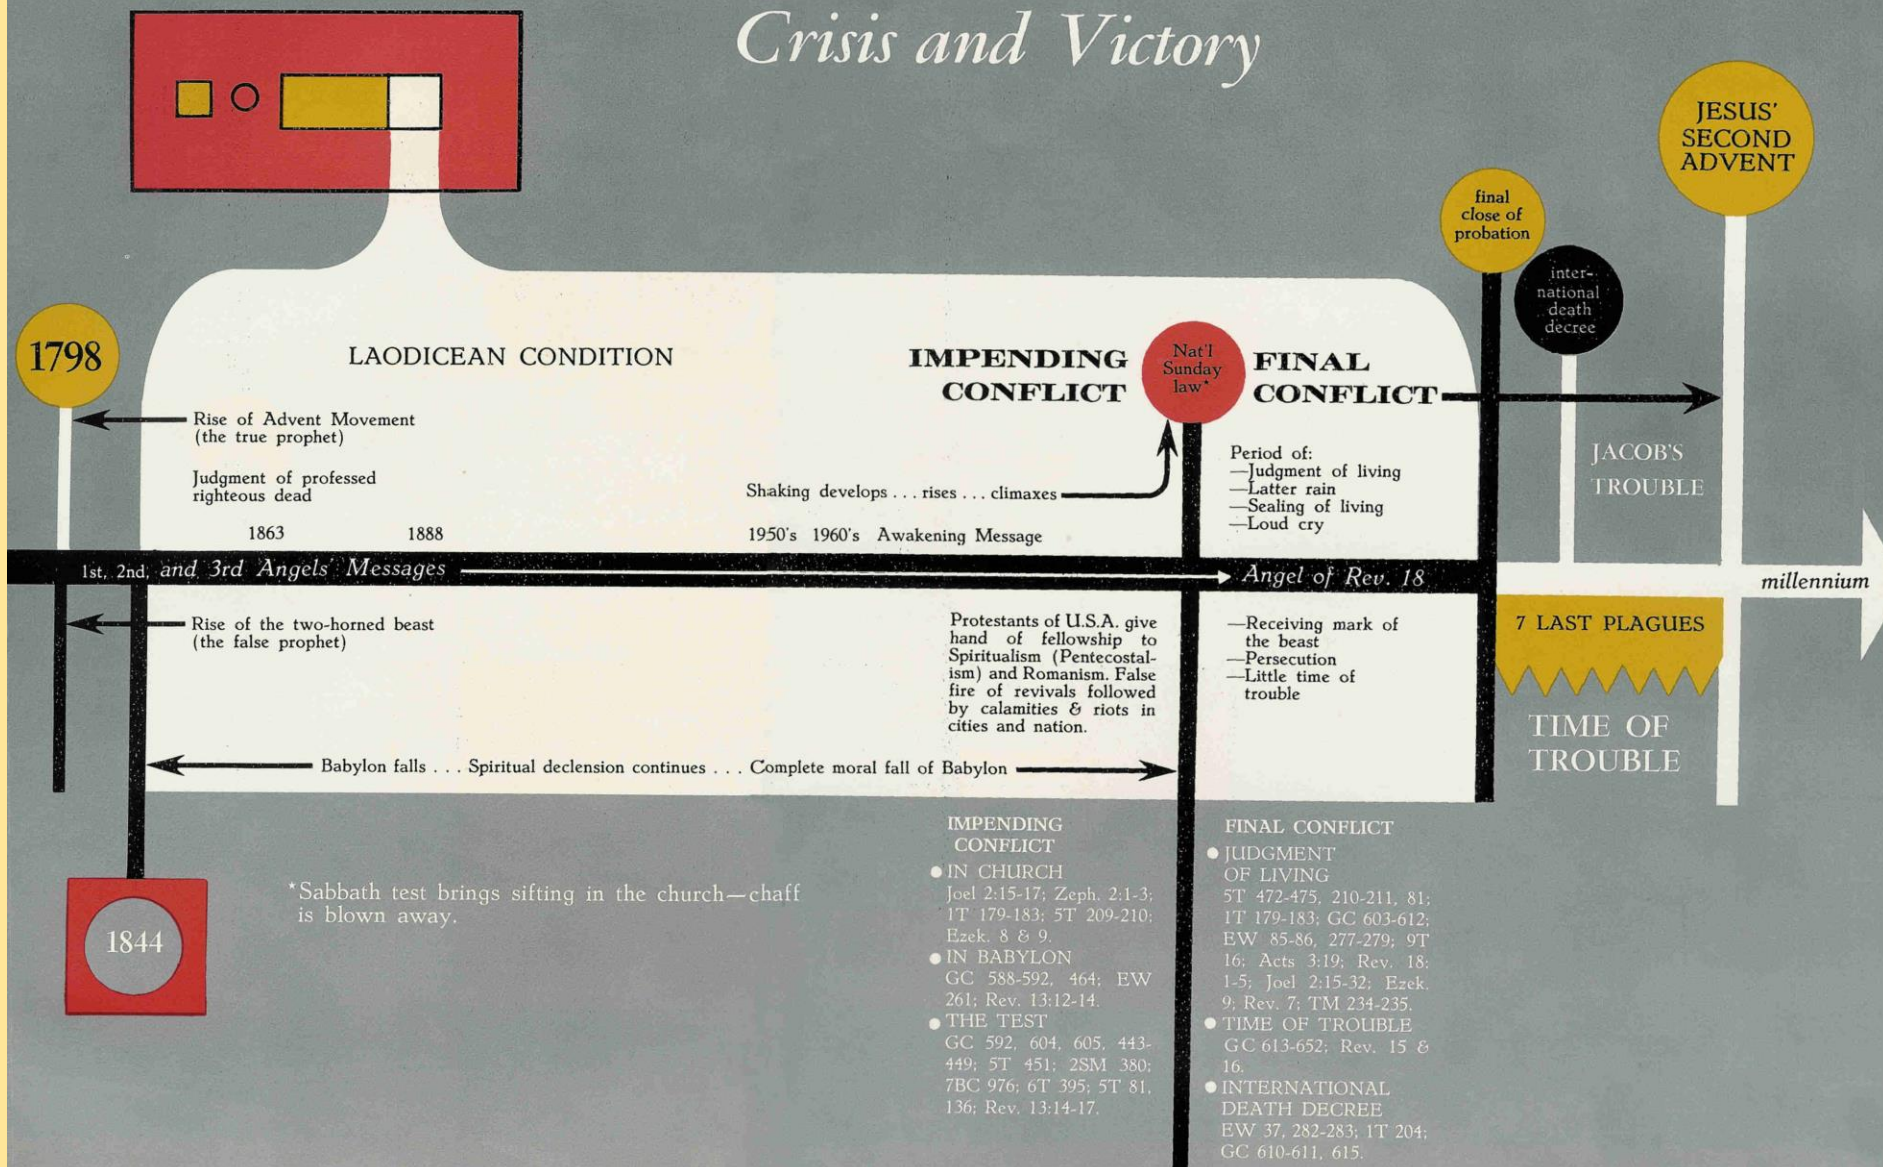 Crisis and Victory
JESUS'
SECOND
ADVENT
final
close of
probation
inter-
national
death
decree
1798
LAODICEAN CONDITION
IMPENDING
CONFLICT
Nat'l
Sunday
law*
FINAL
CONFLICT
Rise of Advent Movement
(the true prophet)
Judgment of professed
righteous dead
1863 1888
Shaking develops . . . rises . . . climaxes
1950's 1960's Awakening Message
Period of:
—Judgment of living
—Latter rain
—Sealing of living
—Loud cry
JACOB'S
TROUBLE
1st, 2nd, and 3rd Angels' Messages
Angel of Rev. 18
millennium
Rise of the two-horned beast
(the false prophet)
Protestants of U.S.A. give
hand of fellowship to
Spiritualism (Pentecostal-
ism) and Romanism. False
fire of revivals followed
by calamities & riots in
cities and nation.
—Receiving mark of
the beast
—Persecution
—Little time of
trouble
7 LAST PLAGUES
TIME OF
TROUBLE
Babylon falls . . . Spiritual declension continues . . . Complete moral fall of Babylon
1844
*Sabbath test brings sifting in the church—chaff
is blown away.
IMPENDING
CONFLICT
● IN CHURCH
Joel 2:15-17; Zeph. 2:1-3;
1T 179-183; 5T 209-210;
Ezek. 8 & 9.
● IN BABYLON
GC 588-592, 464; EW
261; Rev. 13:12-14.
● THE TEST
GC 592, 604, 605, 443-
449; 5T 451; 2SM 380;
7BC 976; 6T 395; 5T 81,
136; Rev. 13:14-17.
FINAL CONFLICT
● JUDGMENT
OF LIVING
5T 472-475, 210-211, 81;
1T 179-183; GC 603-612;
EW 85-86, 277-279; 9T
16; Acts 3:19; Rev. 18:
1-5; Joel 2:15-32; Ezek.
9; Rev. 7; TM 234-235.
● TIME OF TROUBLE
GC 613-652; Rev. 15 &
16.
● INTERNATIONAL
DEATH DECREE
EW 37, 282-283; 1T 204;
GC 610-611, 615.